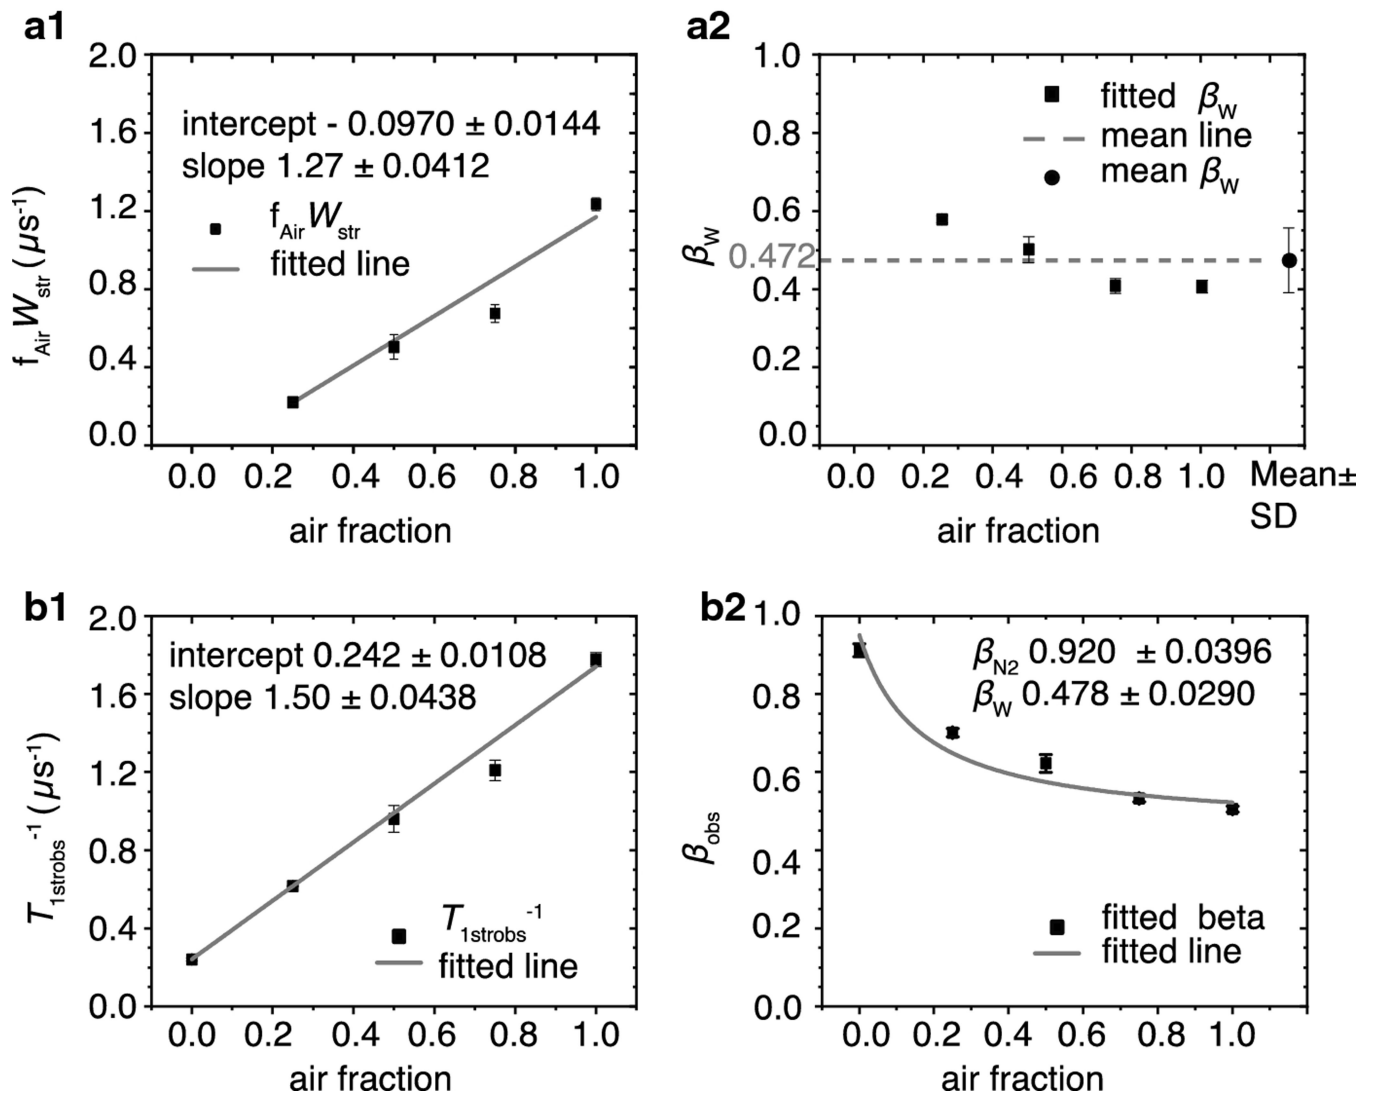 a1
2.0
1.6
1.2
0.8
0.4
0.0
f_Air W_str (μs⁻¹)
intercept - 0.0970 ± 0.0144
slope 1.27 ± 0.0412
f_Air W_str
fitted line
0.0 0.2 0.4 0.6 0.8 1.0
air fraction
a2
1.0
0.8
0.6
0.472
0.4
0.2
0.0
β_W
fitted β_W
mean line
mean β_W
0.0 0.2 0.4 0.6 0.8 1.0 Mean±
SD
air fraction
b1
2.0
1.6
1.2
0.8
0.4
0.0
T_1strobs⁻¹ (μs⁻¹)
intercept 0.242 ± 0.0108
slope 1.50 ± 0.0438
T_1strobs⁻¹
fitted line
0.0 0.2 0.4 0.6 0.8 1.0
air fraction
b2
1.0
0.8
0.6
0.4
0.2
0.0
β_obs
β_N2 0.920 ± 0.0396
β_W 0.478 ± 0.0290
fitted beta
fitted line
0.0 0.2 0.4 0.6 0.8 1.0
air fraction